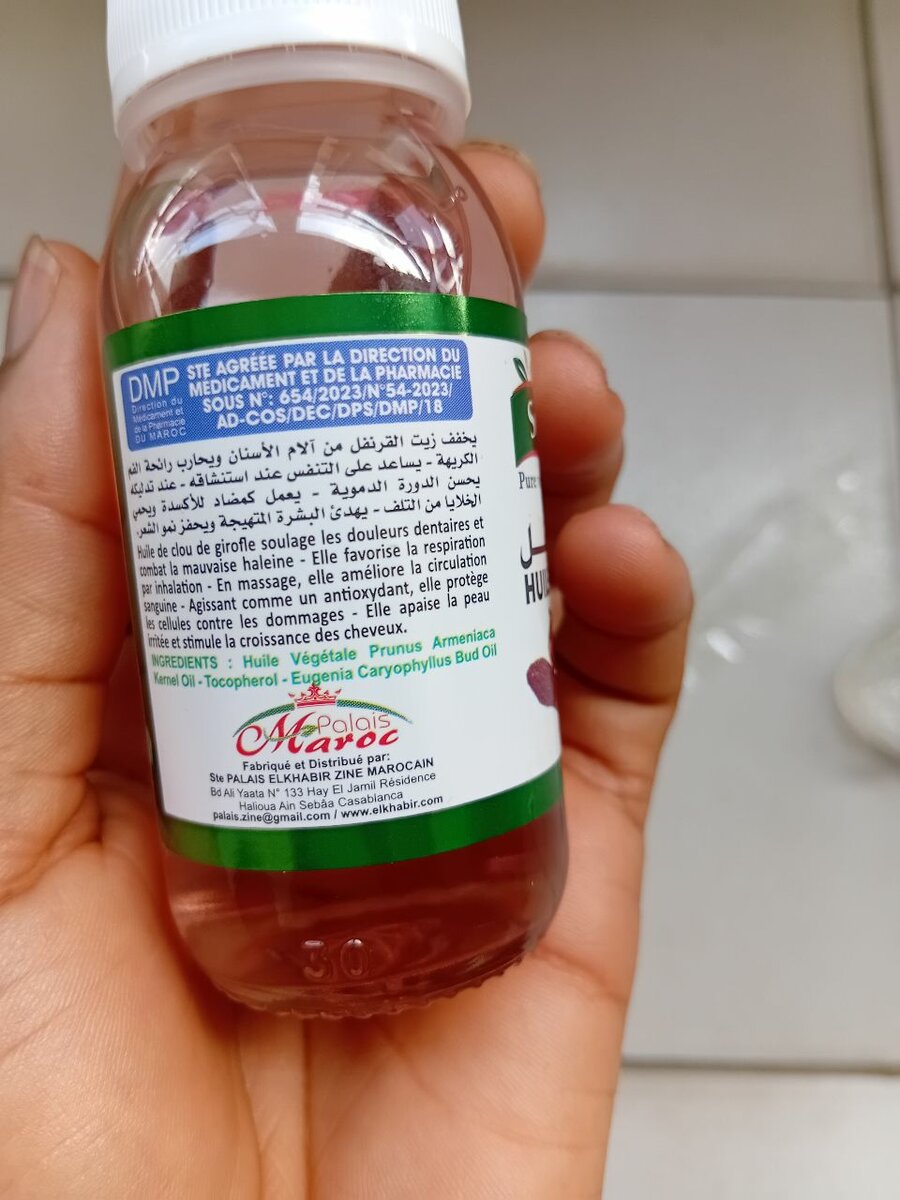 DMP
Direction du
Médicament et
de la Pharmacie
DU MAROC
STE AGRÉÉE PAR LA DIRECTION DU
MÉDICAMENT ET DE LA PHARMACIE
SOUS N°: 654/2023/N°54-2023/
AD-COS/DEC/DPS/DMP/18
يخفف زيت القرنفل من آلام الأسنان ويحارب رائحة الفم
الكريهة - يساعد على التنفس عند استنشاقه - عند تدليكه
يحسن الدورة الدموية - يعمل كمضاد للأكسدة ويحمي
الخلايا من التلف - يهدئ البشرة المتهيجة ويحفز نمو الشعر.
Huile de clou de girofle soulage les douleurs dentaires et
combat la mauvaise haleine - Elle favorise la respiration
par inhalation - En massage, elle améliore la circulation
sanguine - Agissant comme un antioxydant, elle protège
les cellules contre les dommages - Elle apaise la peau
irritée et stimule la croissance des cheveux.
INGREDIENTS : Huile Végétale Prunus Armeniaca
Kernel Oil - Tocopherol - Eugenia Caryophyllus Bud Oil
Palais
Maroc
Fabriqué et Distribué par:
Ste PALAIS ELKHABIR ZINE MAROCAIN
Bd Ali Yaata N° 133 Hay El Jamil Résidence
Halioua Ain Sebâa Casablanca
palais.zine@gmail.com / www.elkhabir.com
Pure
30